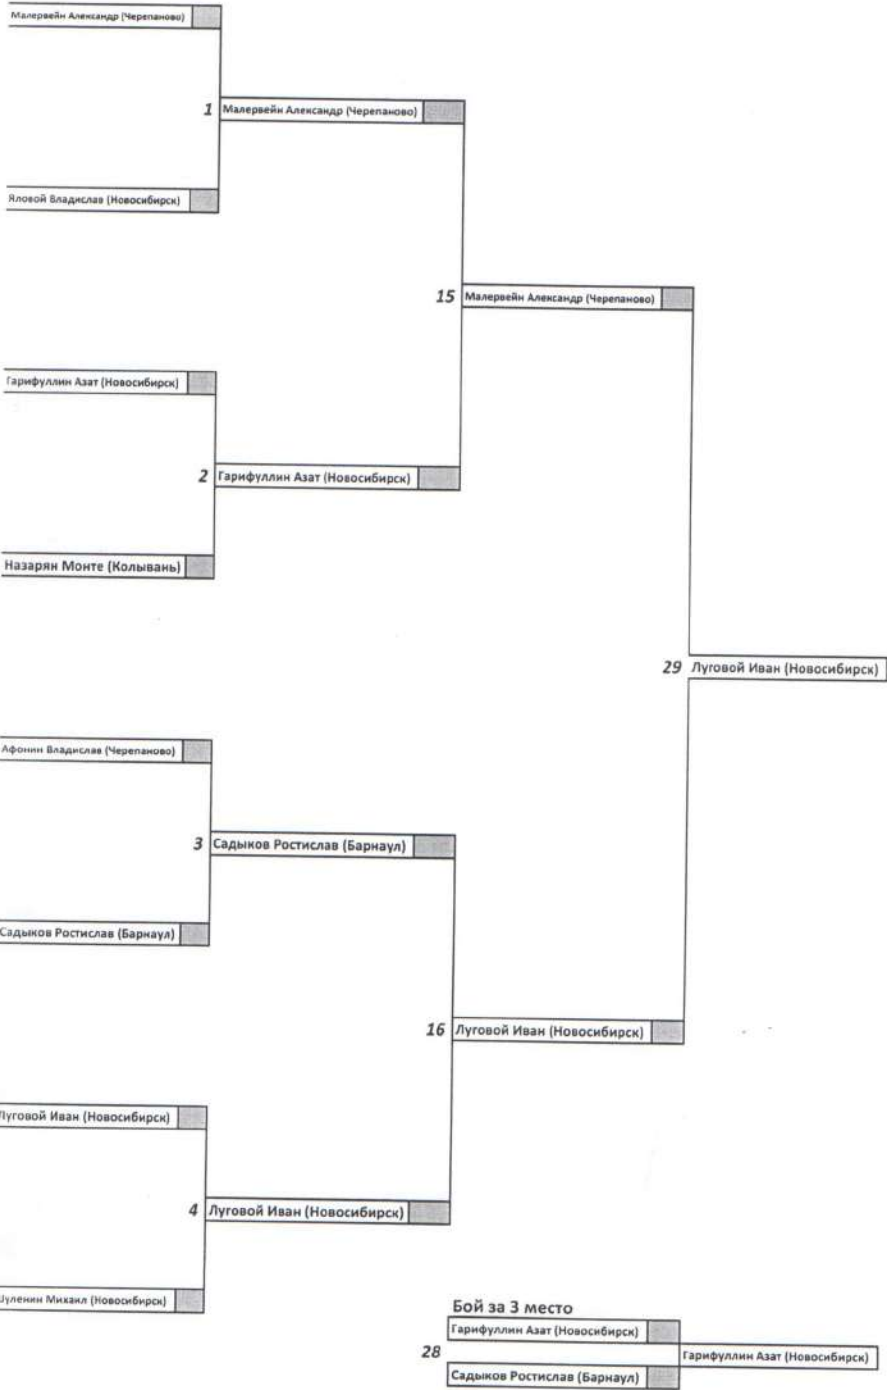 Малервейн Александр (Черепаново)
1 Малервейн Александр (Черепаново)
Яловой Владислав (Новосибирск)
15 Малервейн Александр (Черепаново)
Гарифуллин Азат (Новосибирск)
2 Гарифуллин Азат (Новосибирск)
Назарян Монте (Колывань)
29 Луговой Иван (Новосибирск)
Афонин Владислав (Черепаново)
3 Садыков Ростислав (Барнаул)
Садыков Ростислав (Барнаул)
16 Луговой Иван (Новосибирск)
Луговой Иван (Новосибирск)
4 Луговой Иван (Новосибирск)
Шуленин Михаил (Новосибирск)
Бой за 3 место
Гарифуллин Азат (Новосибирск)
28 Гарифуллин Азат (Новосибирск)
Садыков Ростислав (Барнаул)